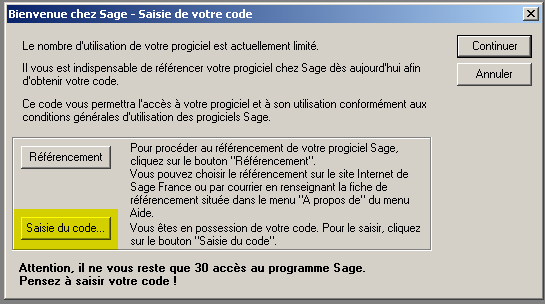 Bienvenue chez Sage - Saisie de votre code
Le nombre d'utilisation de votre progiciel est actuellement limité.
Continuer
Il vous est indispensable de référencer votre progiciel chez Sage dès aujourd'hui afin
d'obtenir votre code.
Annuler
Ce code vous permettra l'accès à votre progiciel et à son utilisation conformément aux
conditions générales d'utilisation des progiciels Sage.
Référencement
Pour procéder au référencement de votre progiciel Sage,
cliquez sur le bouton "Référencement".
Vous pouvez choisir le référencement sur le site Internet de
Sage France ou par courrier en renseignant la fiche de
référencement située dans le menu "A propos de" du menu
Aide.
Saisie du code...
Vous êtes en possession de votre code. Pour le saisir, cliquez
sur le bouton "Saisie du code".
Attention, il ne vous reste que 30 accès au programme Sage.
Pensez à saisir votre code !